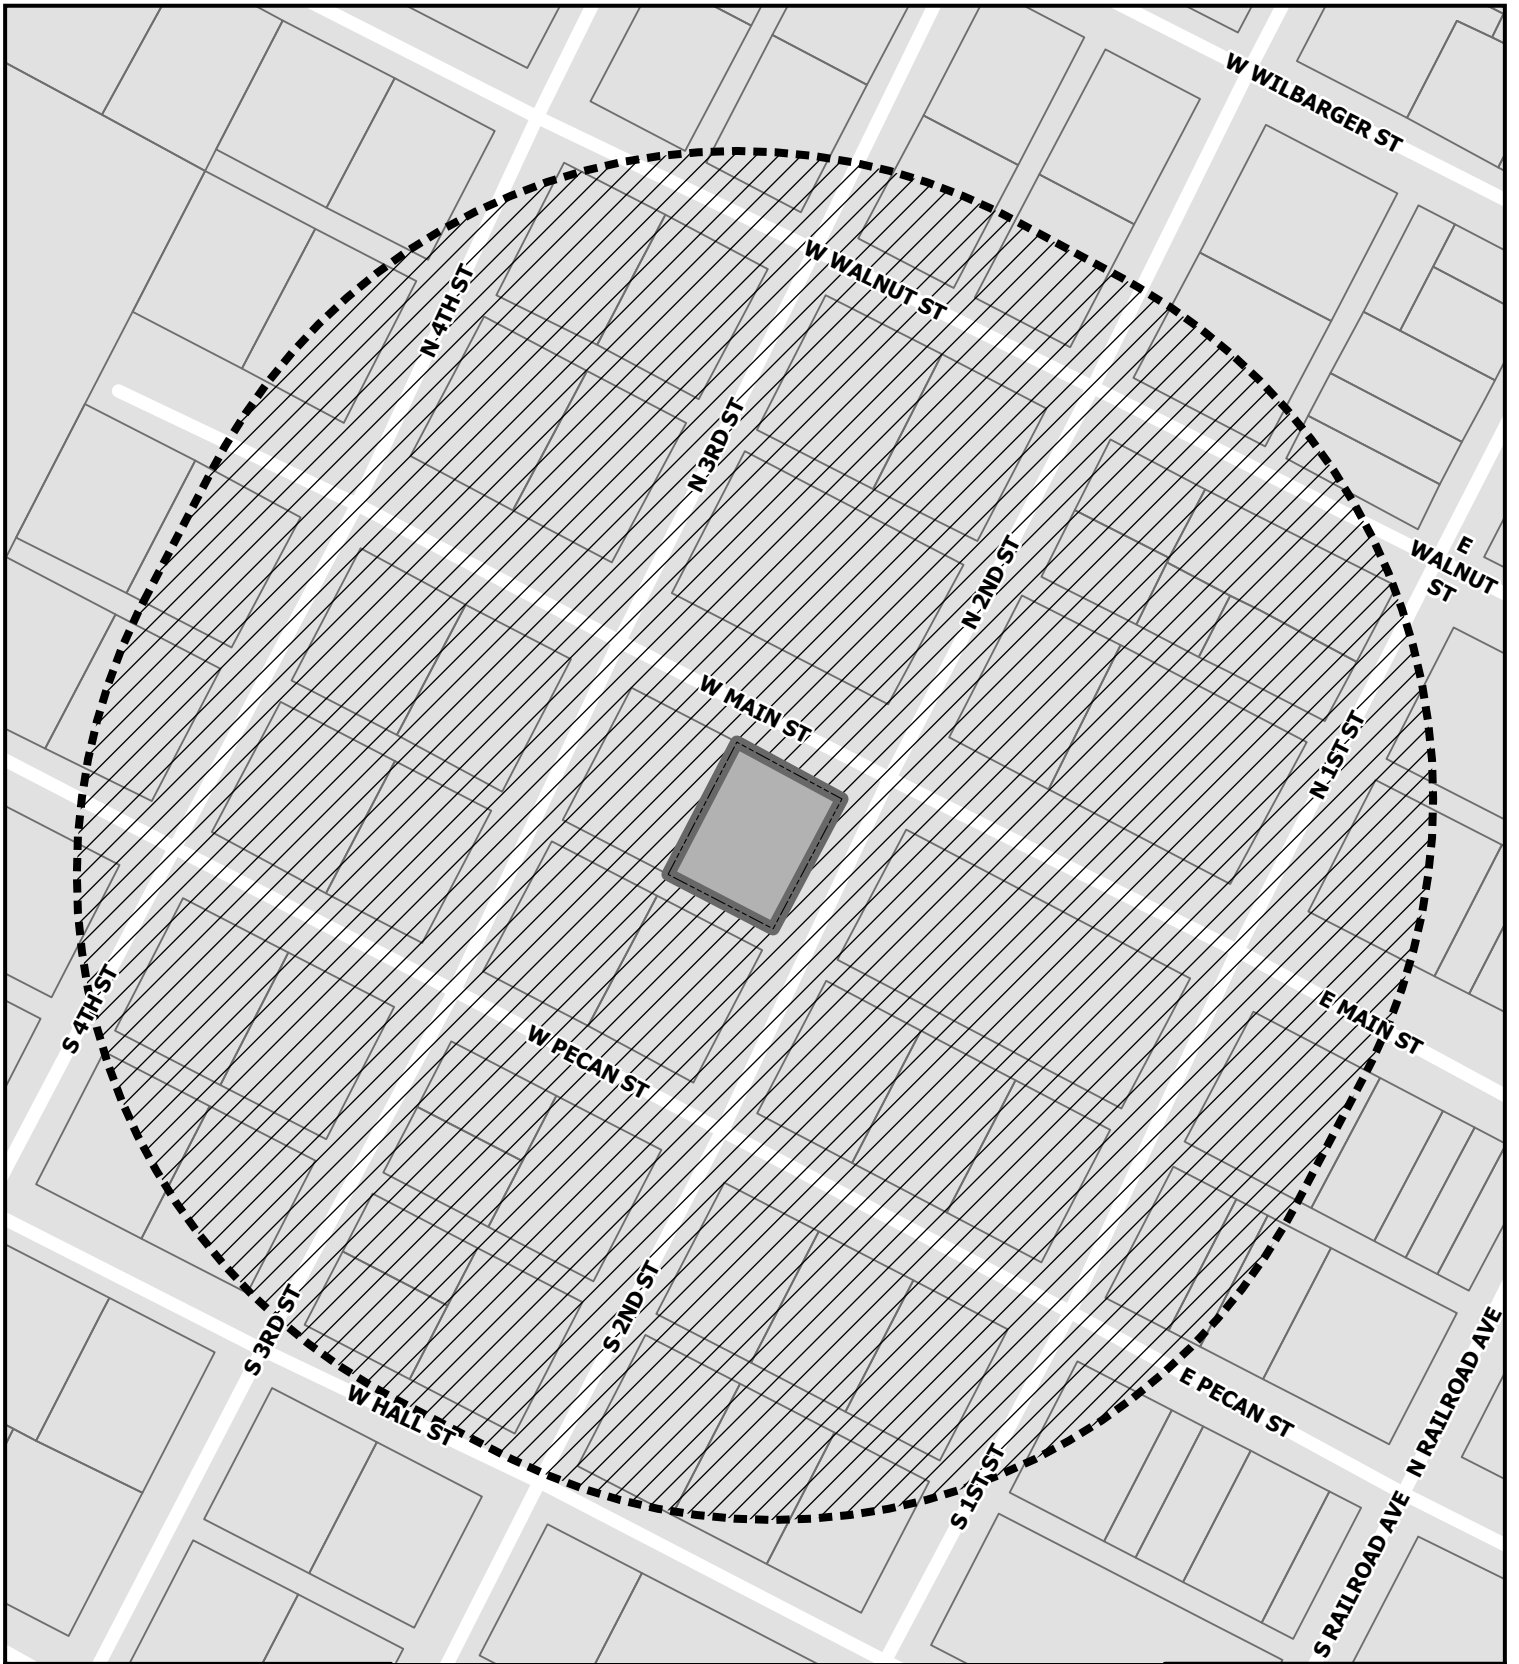 W WILBARGER ST
W WALNUT ST
N 4TH ST
N 3RD ST
N 2ND ST
E
WALNUT
ST
W MAIN ST
N 1ST ST
S 4TH ST
E MAIN ST
W PECAN ST
S 2ND ST
S 3RD ST
W HALL ST
E PECAN ST
N RAILROAD AVE
S 1ST ST
S RAILROAD AVE